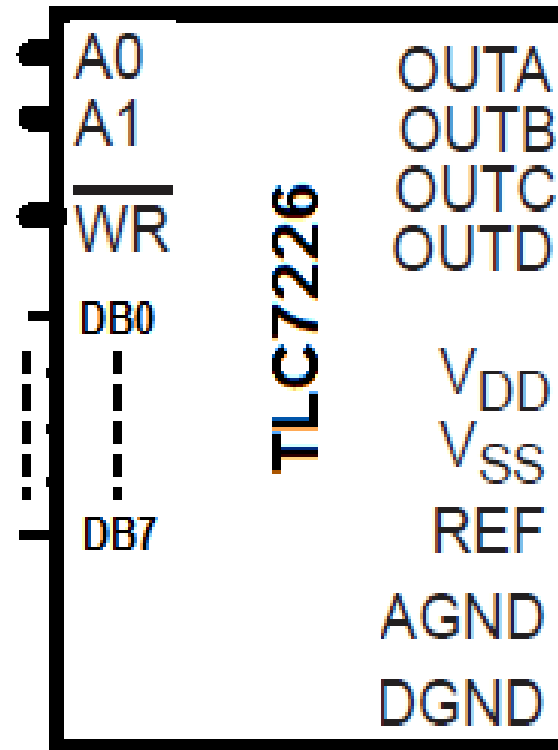 A0
A1
WR
DB0
DB7
TLC7226
OUTA
OUTB
OUTC
OUTD
VDD
VSS
REF
AGND
DGND